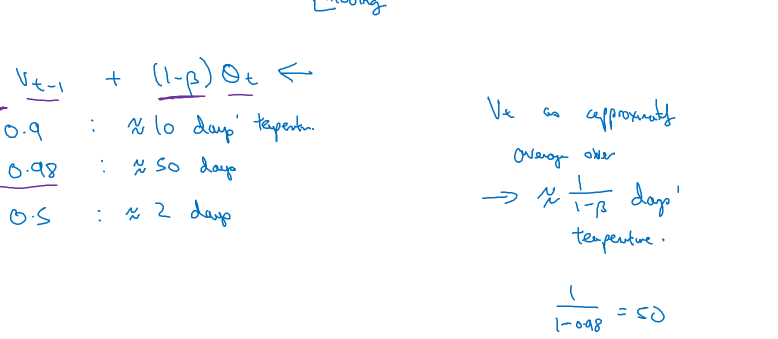 V_{t-1} + (1-β) θ_t ←
0.9 : ≈ 10 days' temperature.
0.98 : ≈ 50 days
0.5 : ≈ 2 days
V_t as approximately
average over
→ ≈ 1/(1-β) days'
temperature.
1/(1-0.98) = 50